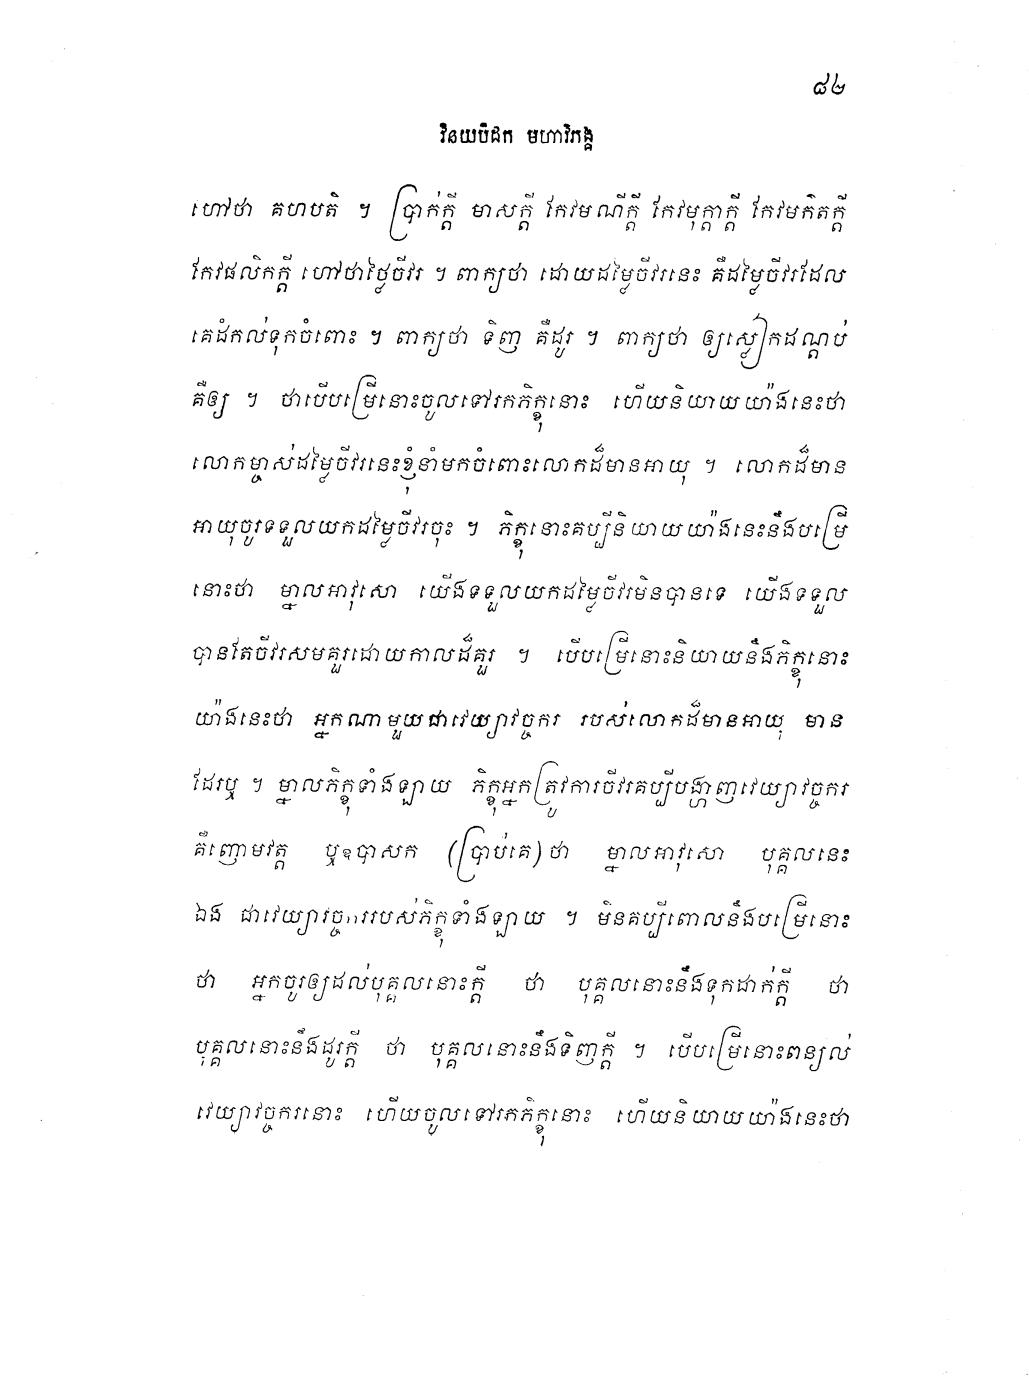 ៨២
វិនយបិដក មហាវិភង្គ
ហៅថា គហបតិ ។ ប្រាក់ក្តី មាសក្តី កែវមណីក្តី កែវមុក្តាក្តី កែវមកិតក្តី
កែវផលិកក្តី ហៅថាថ្លៃចីវរ ។ ពាក្យថា ដោយដម្លៃចីវរនេះ គឺដម្លៃចីវរដែល
គេដំកល់ទុកចំពោះ ។ ពាក្យថា ទិញ គឺដូរ ។ ពាក្យថា ឲ្យស្លៀកដណ្តប់
គឺឲ្យ ។ ថាបើបម្រើនោះចូលទៅរកភិក្ខុនោះ ហើយនិយាយយ៉ាងនេះថា
លោកម្ចាស់ដម្លៃចីវរនេះខ្ញុំនាំមកចំពោះលោកដ៏មានអាយុ ។ លោកដ៏មាន
អាយុចូរទទួលយកដម្លៃចីវរចុះ ។ ភិក្ខុនោះគប្បីនិយាយយ៉ាងនេះនឹងបម្រើ
នោះថា ម្នាលអាវុសោ យើងទទួលយកដម្លៃចីវរមិនបានទេ យើងទទួល
បានតែចីវរសមគួរដោយកាលដ៏គួរ ។ បើបម្រើនោះនិយាយនឹងភិក្ខុនោះ
យ៉ាងនេះថា អ្នកណាមួយជាវេយ្យាវច្ចករ របស់លោកដ៏មានអាយុ មាន
ដែរឬ ។ ម្នាលភិក្ខុទាំងឡាយ ភិក្ខុអ្នកត្រូវការចីវរគប្បីបង្ហាញវេយ្យាវច្ចករ
គឺញោមវត្ត ឬឧបាសក (ប្រាប់គេ) ថា ម្នាលអាវុសោ បុគ្គលនេះ
ឯង ជាវេយ្យាវច្ចកររបស់ភិក្ខុទាំងឡាយ ។ មិនគប្បីពោលនឹងបម្រើនោះ
ថា អ្នកចូរឲ្យដល់បុគ្គលនោះក្តី ថា បុគ្គលនោះនឹងទុកដាក់ក្តី ថា
បុគ្គលនោះនឹងដូរក្តី ថា បុគ្គលនោះនឹងទិញក្តី ។ បើបម្រើនោះពន្យល់
វេយ្យាវច្ចករនោះ ហើយចូលទៅរកភិក្ខុនោះ ហើយនិយាយយ៉ាងនេះថា